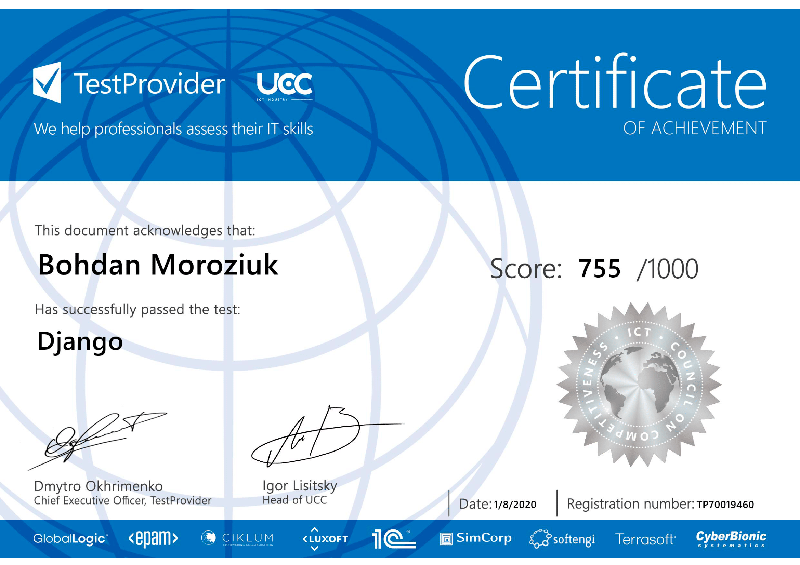 TestProvider
UCC
ICT INDUSTRY
We help professionals assess their IT skills
Certificate
OF ACHIEVEMENT
This document acknowledges that:
Bohdan Moroziuk
Score: 755 /1000
Has successfully passed the test:
Django
ICT • COUNCIL ON COMPETITIVENESS •
Dmytro Okhrimenko
Chief Executive Officer, TestProvider
Igor Lisitsky
Head of UCC
Date: 1/8/2020
Registration number: TP70019460
GlobalLogic
<epam>
CIKLUM
<LUXOFT
1C
SimCorp
softengi
Terrasoft
CyberBionic
systematics